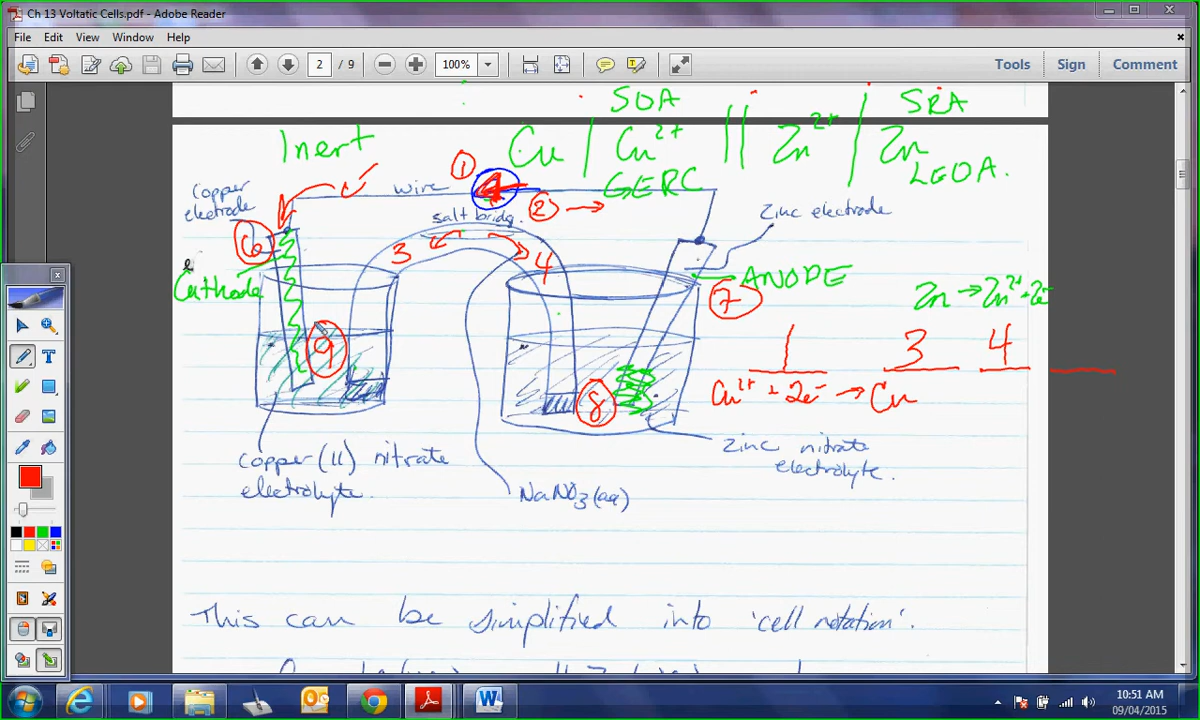 Ch 13 Voltatic Cells.pdf - Adobe Reader
File Edit View Window Help
2 / 9 100% Tools Sign Comment
SOA SRA
Inert Cu | Cu2+ || Zn2+ | Zn
GERC LEOA.
copper electrode
1 wire
2 →
salt bridge
zinc electrode
6
3 4
Cathode
ANODE
7
Zn → Zn2+ + 2e-
9
8
1 3 4
Cu2+ + 2e- → Cu
copper (11) nitrate
electrolyte.
zinc nitrate
electrolyte.
NaNO3(aq)
This can be simplified into 'cell notation'.
10:51 AM
09/04/2015